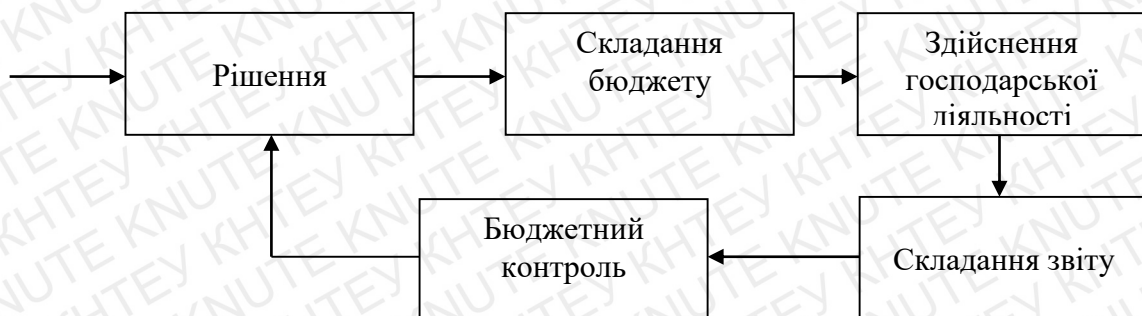 Рішення
Складання
бюджету
Здійснення
господарської
діяльності
Бюджетний
контроль
Складання звіту